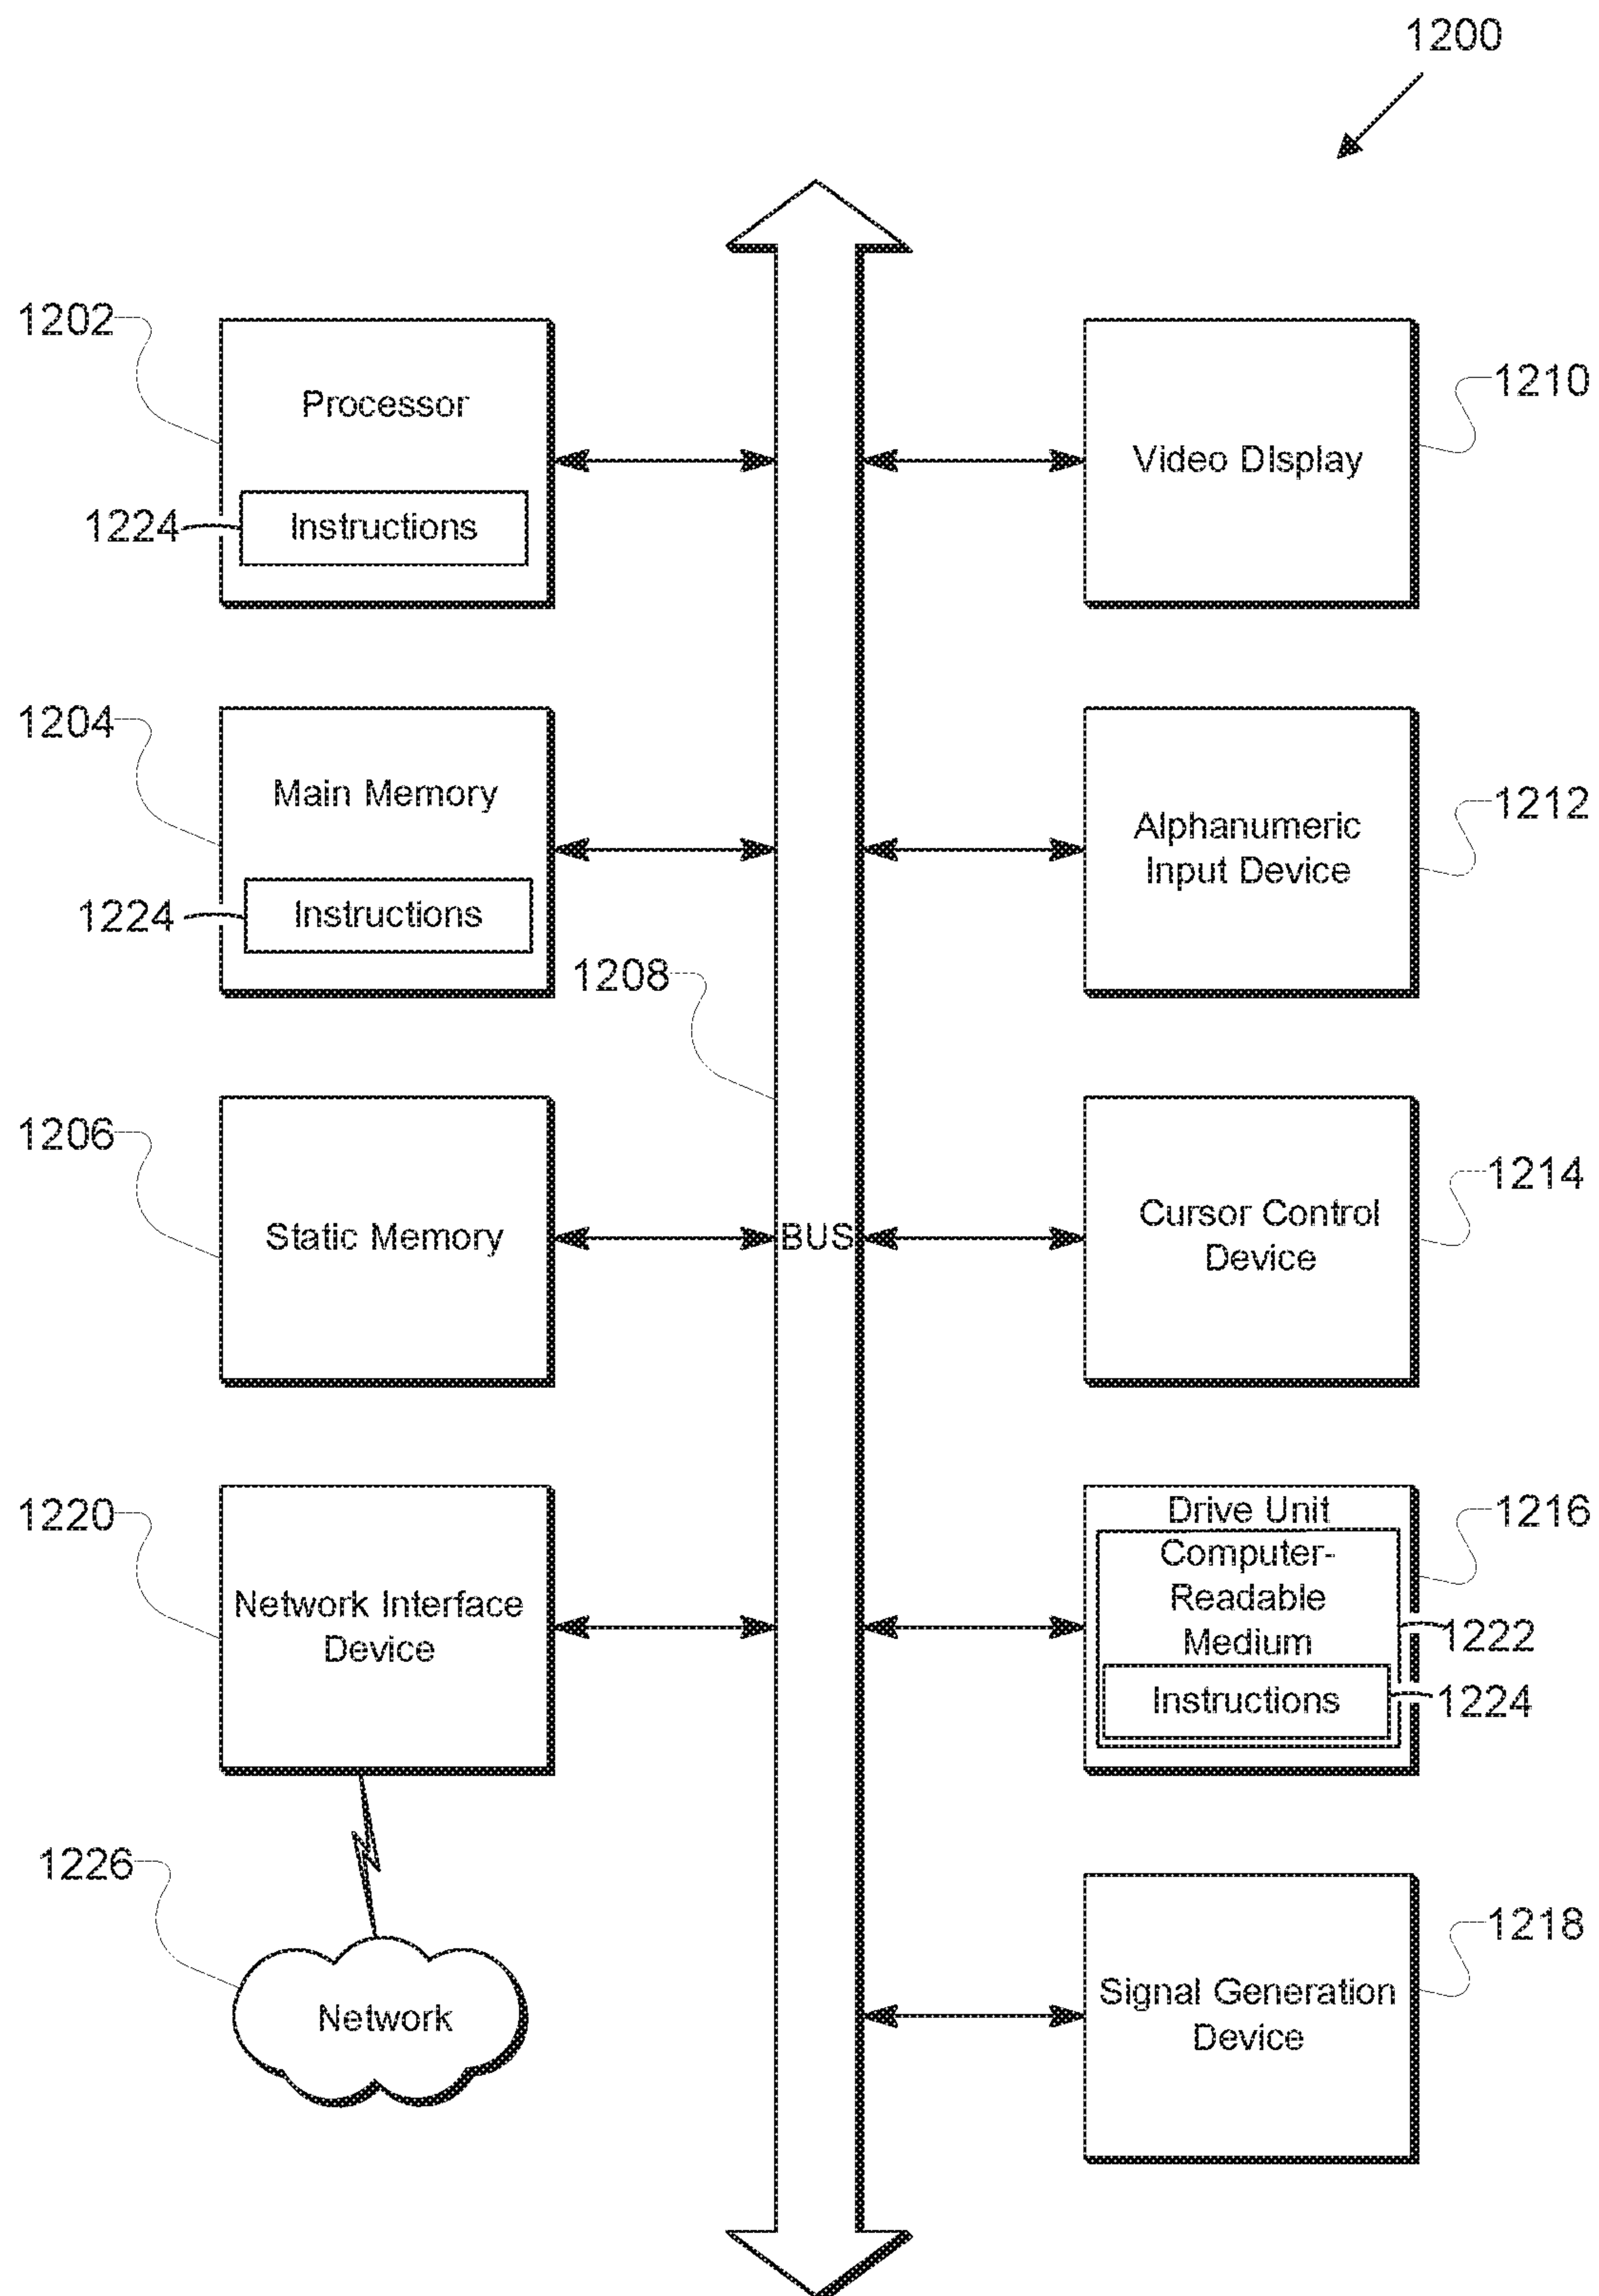 1200
1202
Processor
1224
Instructions
1210
Video DIsplay
1204
Main Memory
1224
Instructions
1212
Alphanumeric
Input Device
1208
1206
Static Memory
BUS
1214
Cursor Control
Device
1220
Network Interface
Device
1216
Drive Unit
Computer-
Readable
Medium
1222
Instructions
1224
1226
Network
1218
Signal Generation
Device